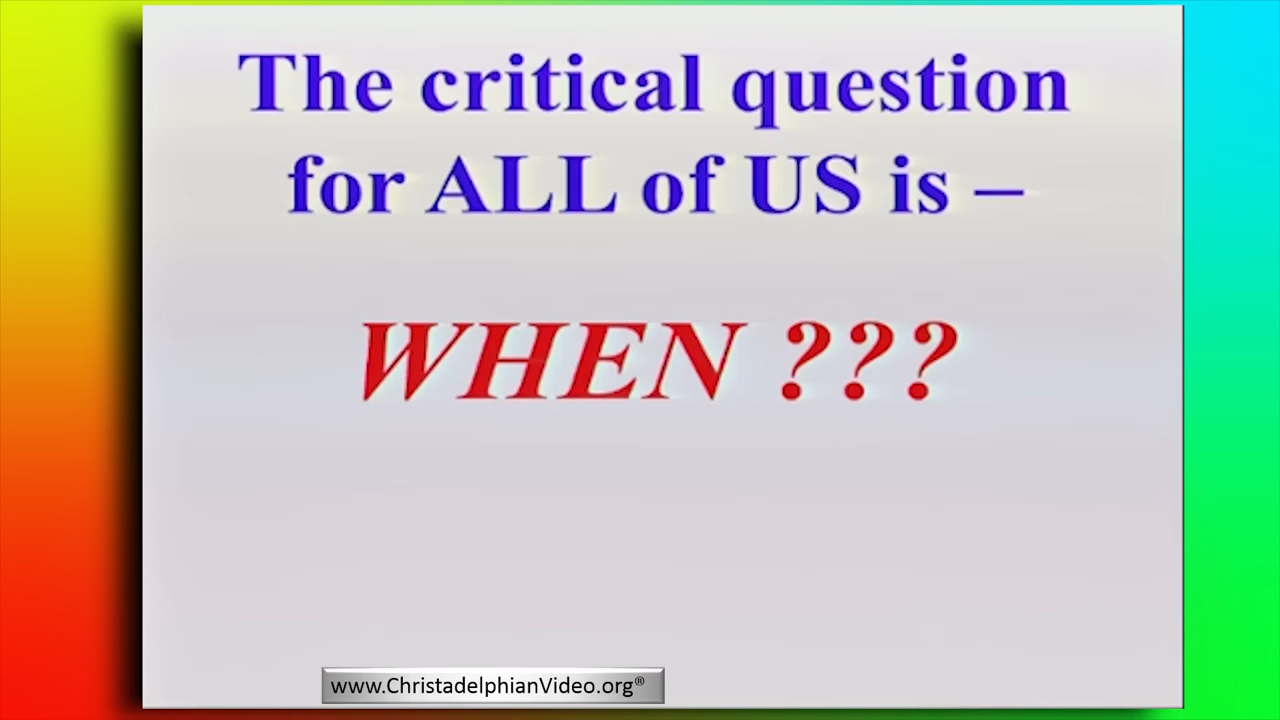 The critical question
for ALL of US is –
WHEN ???
www.ChristadelphianVideo.org®